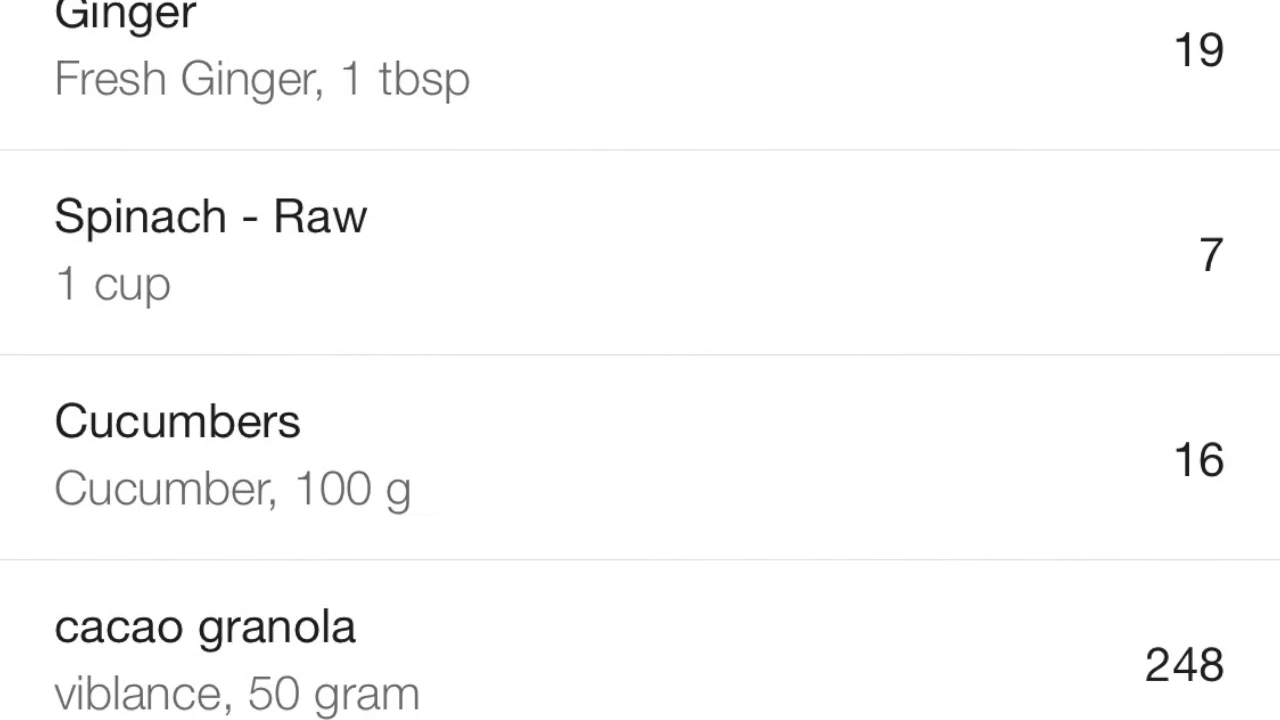 Ginger
19
Fresh Ginger, 1 tbsp
Spinach - Raw
7
1 cup
Cucumbers
16
Cucumber, 100 g
cacao granola
248
viblance, 50 gram